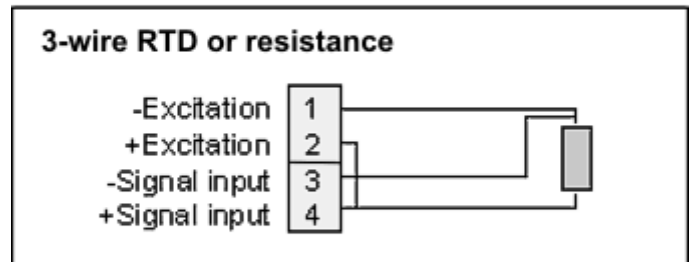 3-wire RTD or resistance
-Excitation 1
+Excitation 2
-Signal input 3
+Signal input 4